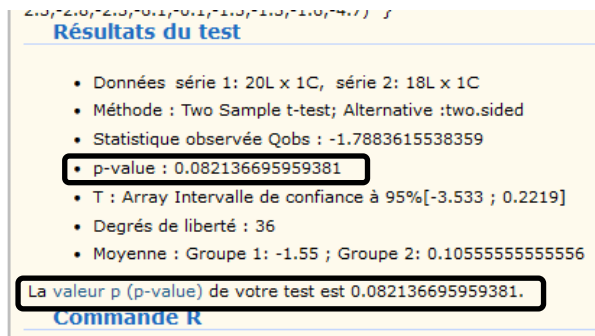 Résultats du test
• Données série 1: 20L x 1C, série 2: 18L x 1C
• Méthode : Two Sample t-test; Alternative :two.sided
• Statistique observée Qobs : -1.7883615538359
• p-value : 0.082136695959381
• T : Array Intervalle de confiance à 95%[-3.533 ; 0.2219]
• Degrés de liberté : 36
• Moyenne : Groupe 1: -1.55 ; Groupe 2: 0.10555555555556
La valeur p (p-value) de votre test est 0.082136695959381.
Commande R